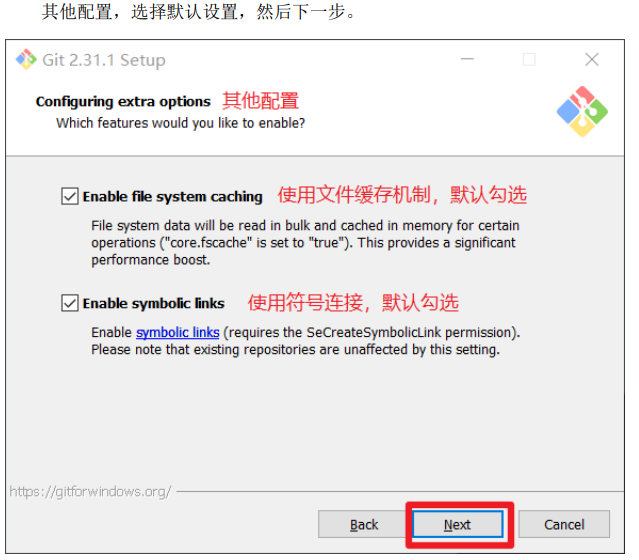 其他配置，选择默认设置，然后下一步。
Git 2.31.1 Setup
Configuring extra options 其他配置
Which features would you like to enable?
Enable file system caching 使用文件缓存机制，默认勾选
File system data will be read in bulk and cached in memory for certain
operations ("core.fscache" is set to "true"). This provides a significant
performance boost.
Enable symbolic links 使用符号连接，默认勾选
Enable symbolic links (requires the SeCreateSymbolicLink permission).
Please note that existing repositories are unaffected by this setting.
https://gitforwindows.org/
Back Next Cancel